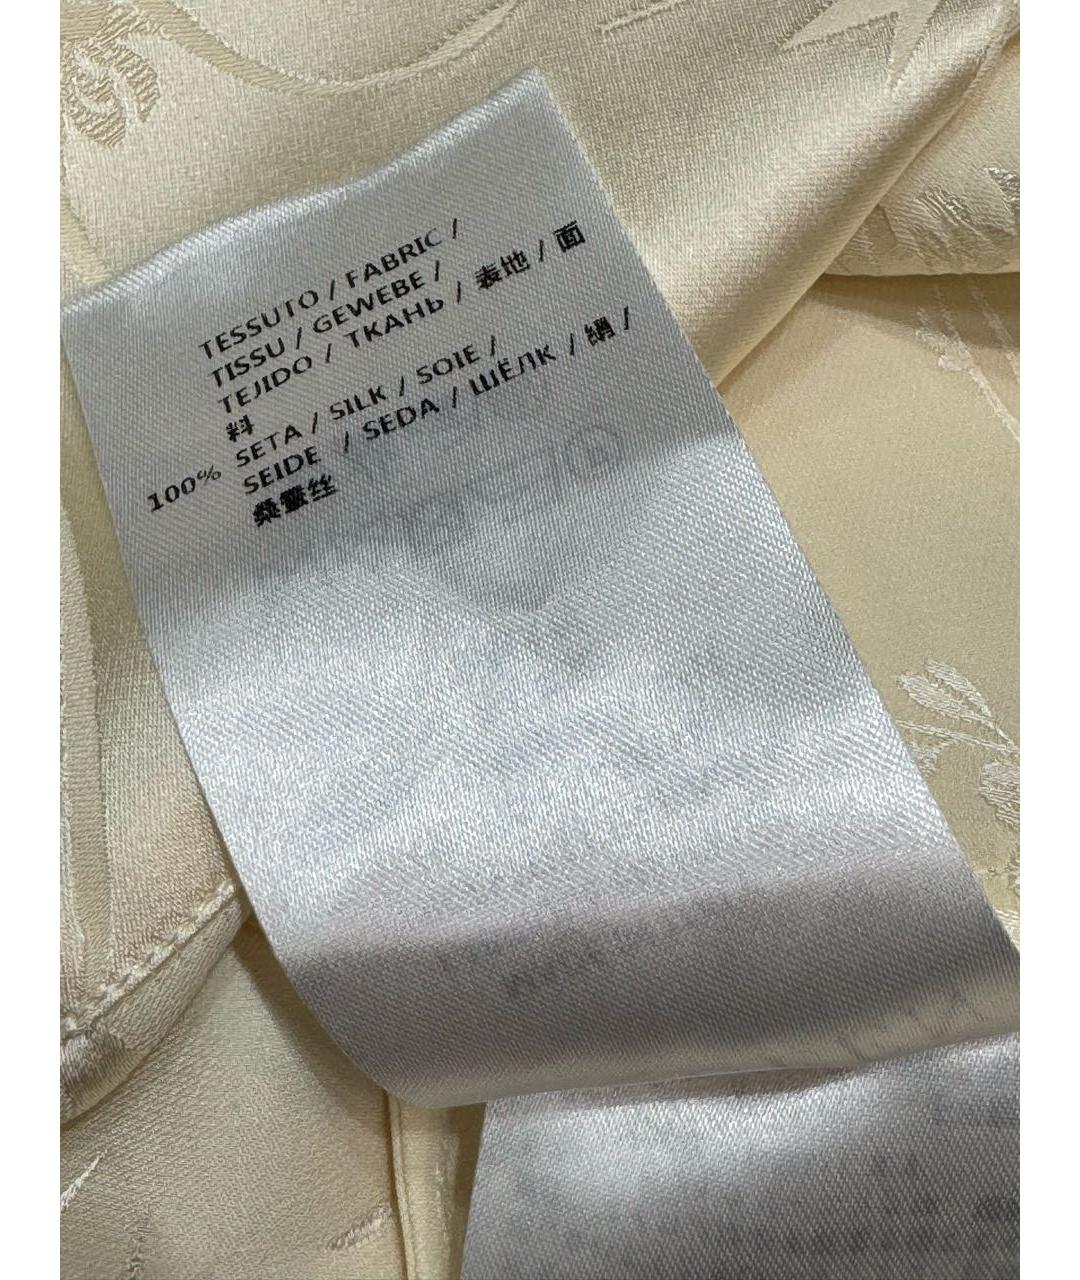 TESSUTO / FABRIC /
TISSU / GEWEBE /
TEJIDO / ТКАНЬ / 表地 / 面
料
100% SETA / SILK / SOIE /
SEIDE / SEDA / ШЁЛК / 絹 /
桑蚕丝